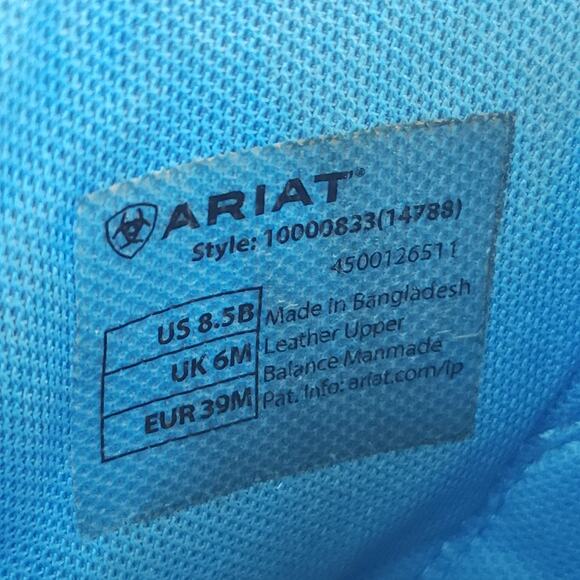 ARIAT®
Style: 10000833(14788)
4500126511
US 8.5B
UK 6M
EUR 39M
Made in Bangladesh
Leather Upper
Balance Manmade
Pat. Info: ariat.com/ip